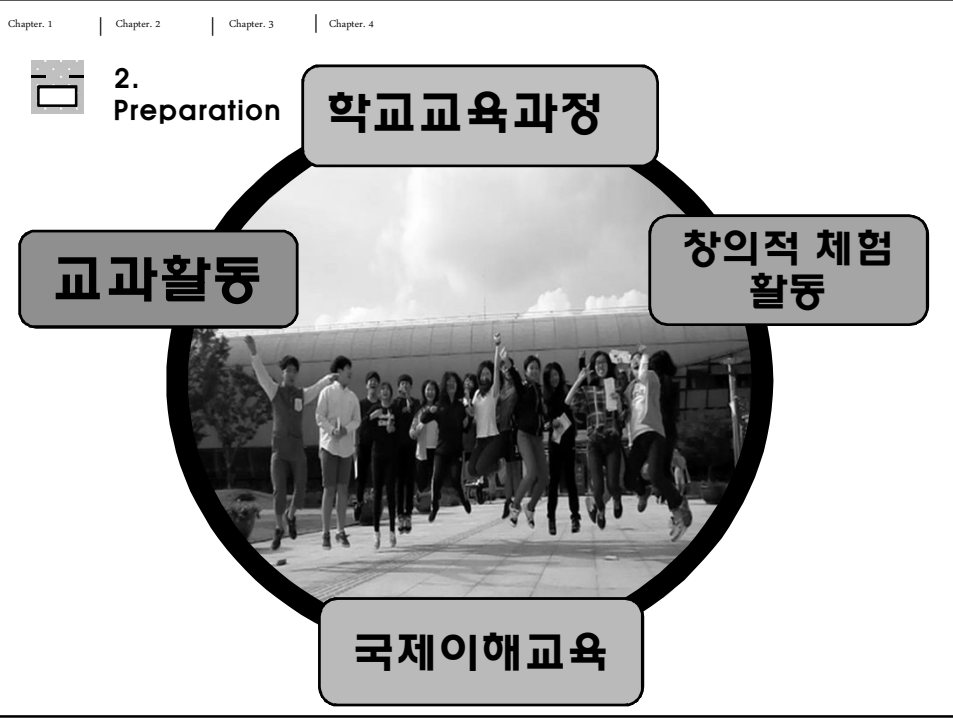 Chapter. 1
Chapter. 2
Chapter. 3
Chapter. 4
2.
Preparation
학교교육과정
교과활동
창의적 체험
활동
국제이해교육